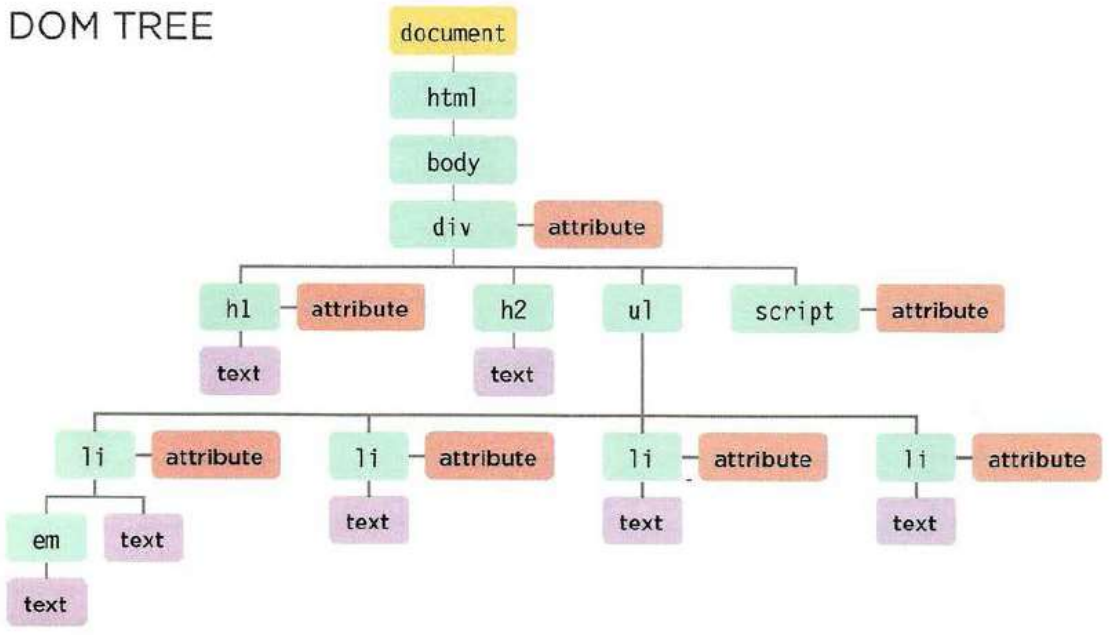 DOM TREE
document
html
body
div attribute
h1 attribute h2 ul script attribute
text text
li attribute li attribute li attribute li attribute
text text text
em text
text